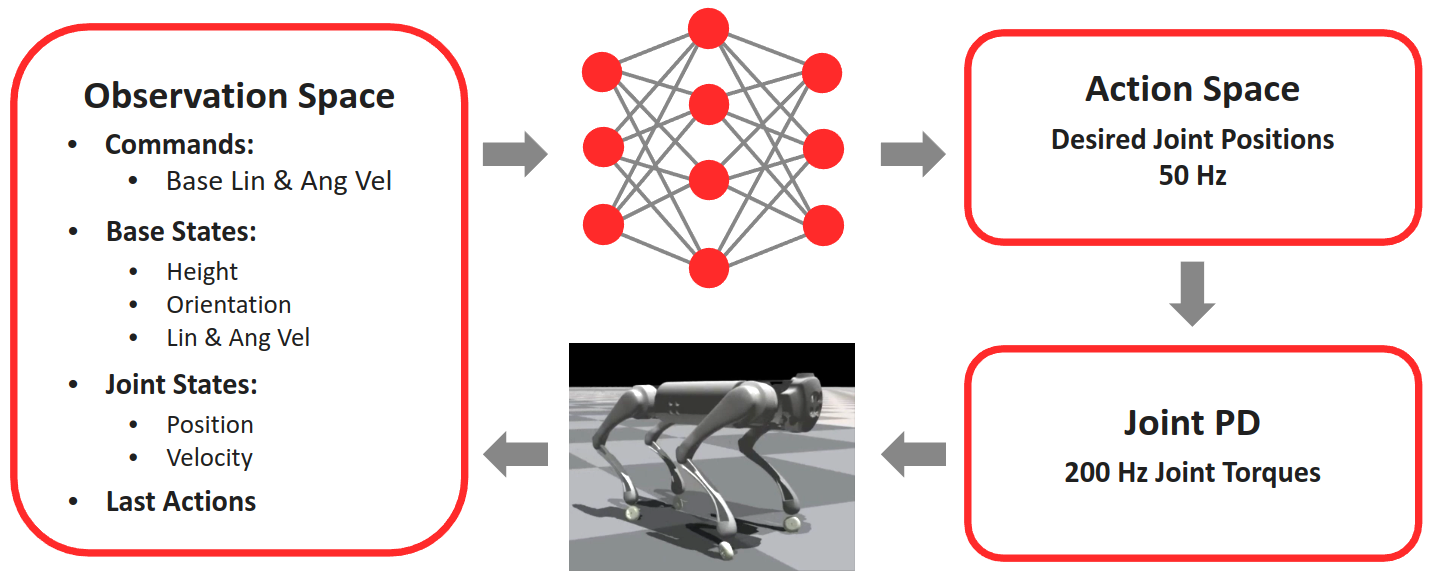 Observation Space
• Commands:
• Base Lin & Ang Vel
• Base States:
• Height
• Orientation
• Lin & Ang Vel
• Joint States:
• Position
• Velocity
• Last Actions
Action Space
Desired Joint Positions
50 Hz
Joint PD
200 Hz Joint Torques